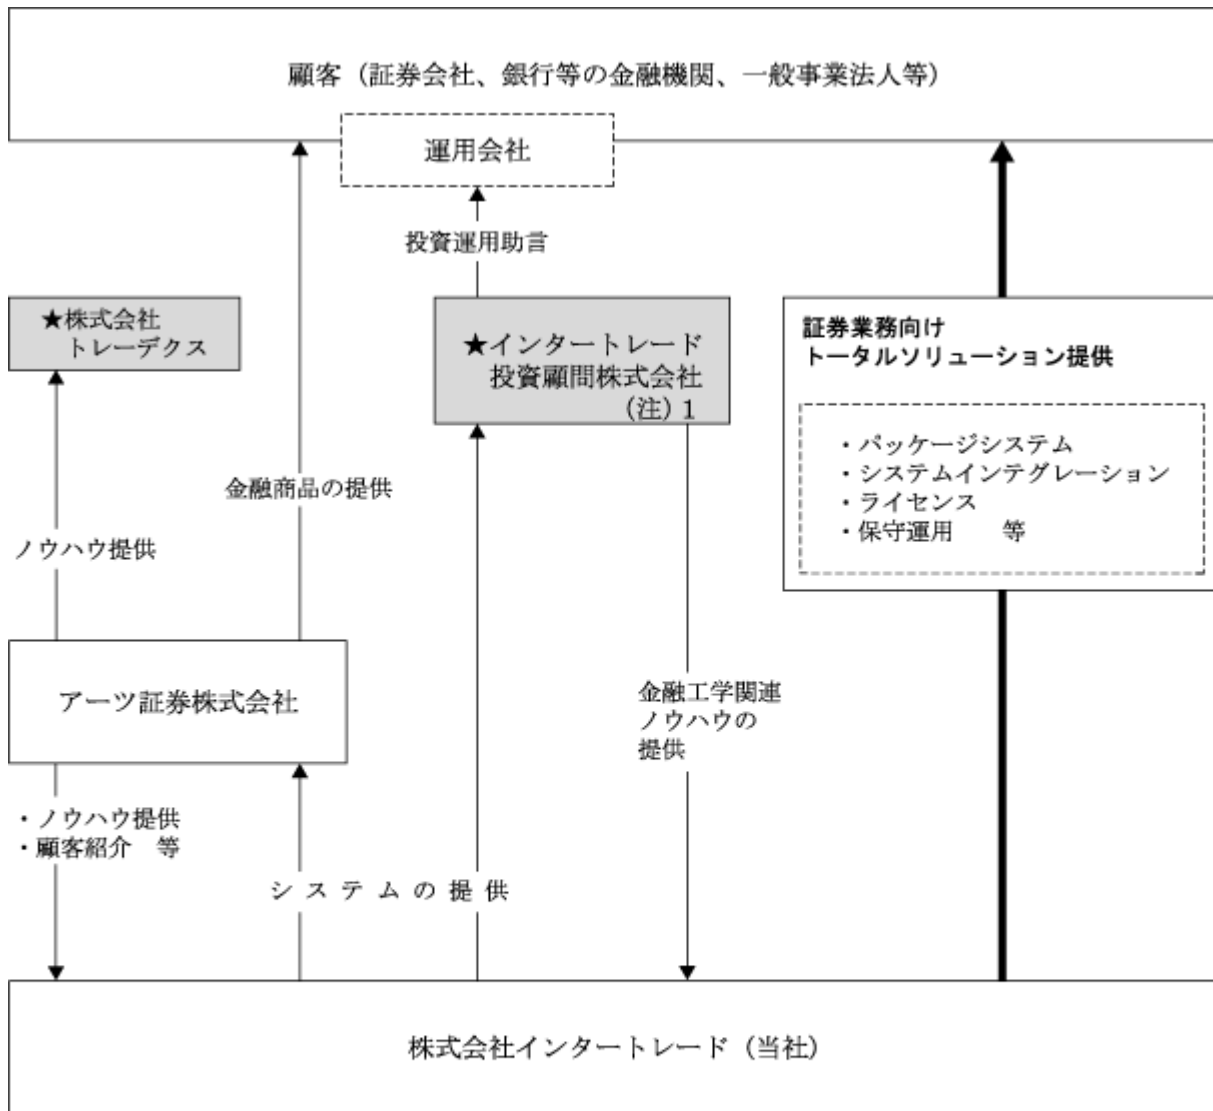 顧客（証券会社、銀行等の金融機関、一般事業法人等）
運用会社
投資運用助言
★株式会社
トレーデクス
★インタートレード
投資顧問株式会社
（注）1
証券業務向け
トータルソリューション提供
・パッケージシステム
・システムインテグレーション
・ライセンス
・保守運用　等
金融商品の提供
ノウハウ提供
アーツ証券株式会社
金融工学関連
ノウハウの
提供
・ノウハウ提供
・顧客紹介　等
システムの提供
株式会社インタートレード（当社）